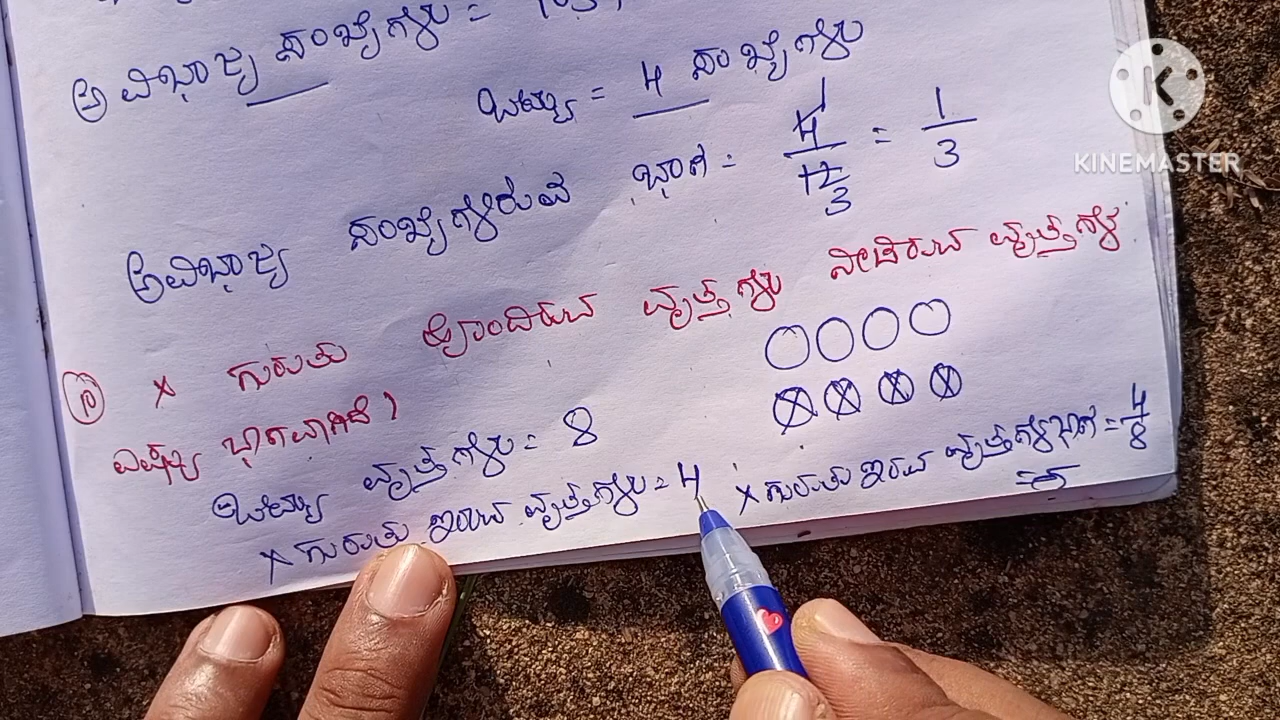 ಅವಿಭಾಜ್ಯ ಸಂಖ್ಯೆಗಳು =
ಒಟ್ಟು = 4 ಸಂಖ್ಯೆಗಳು
ಅವಿಭಾಜ್ಯ ಸಂಖ್ಯೆಗಳಿರುವ ಭಾಗ = 4/12 = 1/3
X ಗುರುತು ಹೊಂದಿರುವ ವೃತ್ತಗಳು ನೀಡಿರುವ ವೃತ್ತಗಳ
ಎಷ್ಟು ಭಾಗವಾಗಿದೆ?
ಒಟ್ಟು ವೃತ್ತಗಳು = 8
X ಗುರುತು ಇರುವ ವೃತ್ತಗಳು = 4
X ಗುರುತು ಇರುವ ವೃತ್ತಗಳ ಭಾಗ = 4/8
KINEMASTER